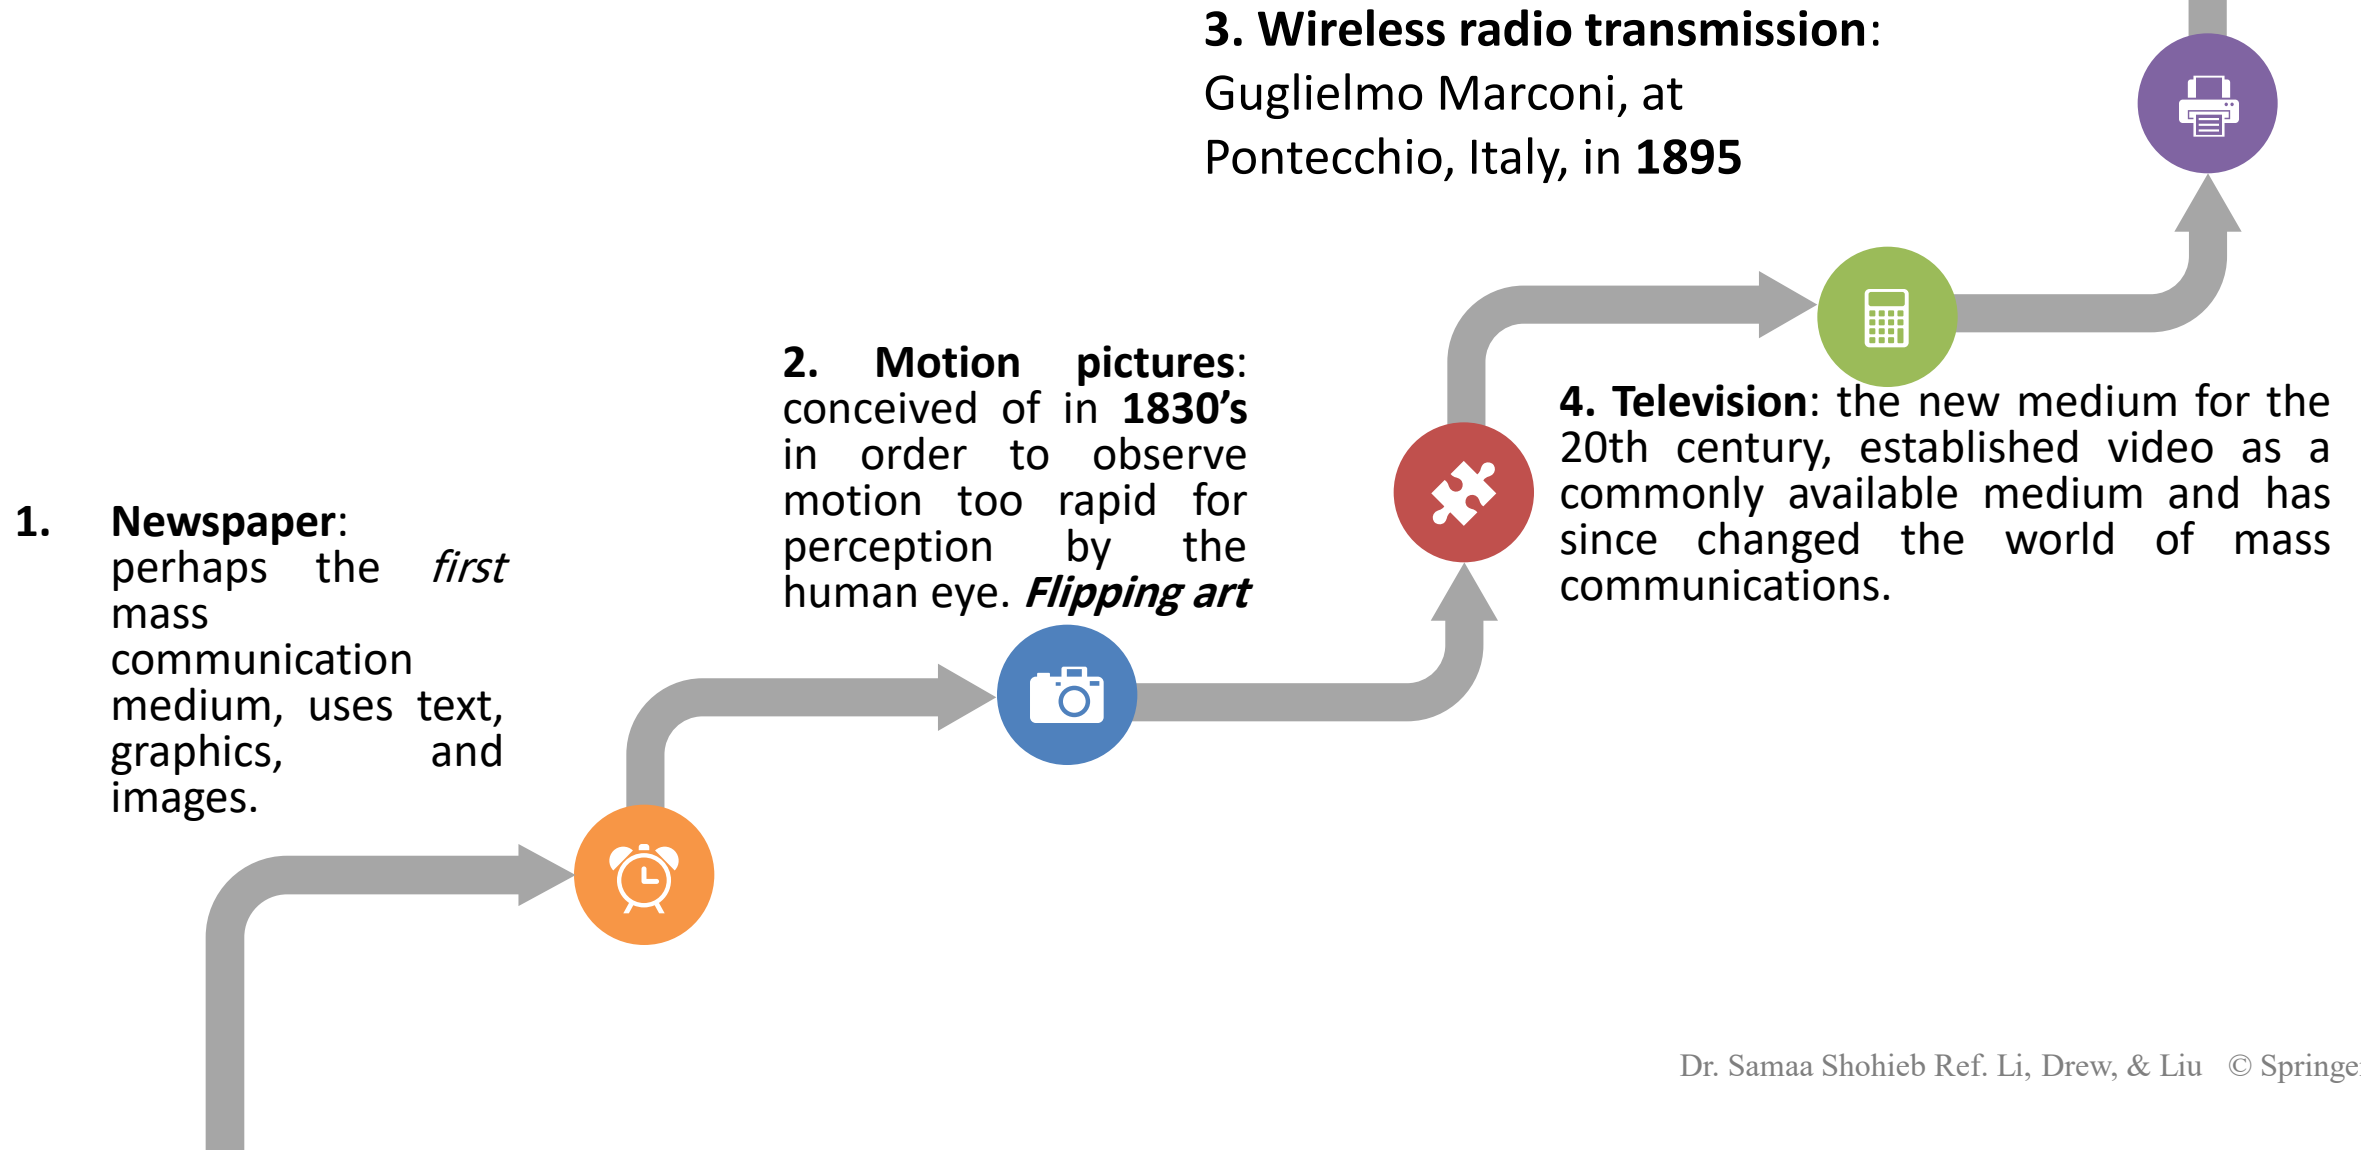 1. Newspaper:
perhaps the first
mass
communication
medium, uses text,
graphics, and
images.
2. Motion pictures:
conceived of in 1830’s
in order to observe
motion too rapid for
perception by the
human eye. Flipping art
3. Wireless radio transmission:
Guglielmo Marconi, at
Pontecchio, Italy, in 1895
4. Television: the new medium for the
20th century, established video as a
commonly available medium and has
since changed the world of mass
communications.
Dr. Samaa Shohieb Ref. Li, Drew, & Liu © Springe